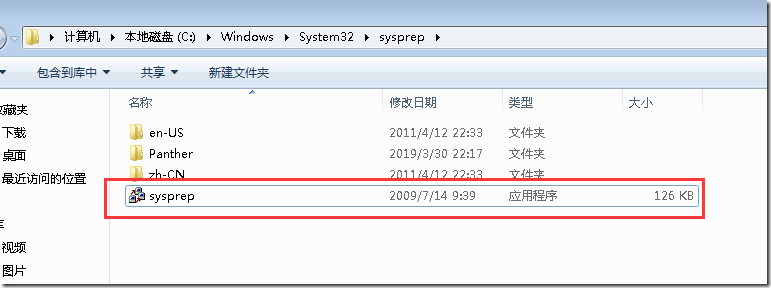 计算机 本地磁盘 (C:) Windows System32 sysprep
包含到库中 共享 新建文件夹
名称 修改日期 类型 大小
收藏夹
下载
桌面
最近访问的位置
库
视频
图片
en-US 2011/4/12 22:33 文件夹
Panther 2019/3/30 22:17 文件夹
zh-CN 2011/4/12 22:33 文件夹
sysprep 2009/7/14 9:39 应用程序 126 KB